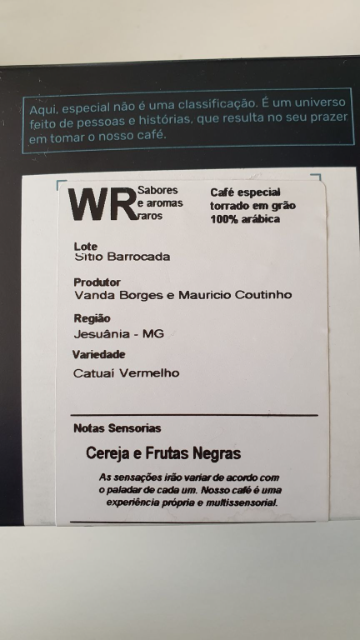 Aqui, especial não é uma classificação. É um universo
feito de pessoas e histórias, que resulta no seu prazer
em tomar o nosso café.
WR
Sabores
e aromas
raros
Café especial
torrado em grão
100% arábica
Lote
Sítio Barrocada
Produtor
Vanda Borges e Mauricio Coutinho
Região
Jesuânia - MG
Variedade
Catuaí Vermelho
Notas Sensorias
Cereja e Frutas Negras
As sensações irão variar de acordo com
o paladar de cada um. Nosso café é uma
experiência própria e multissensorial.